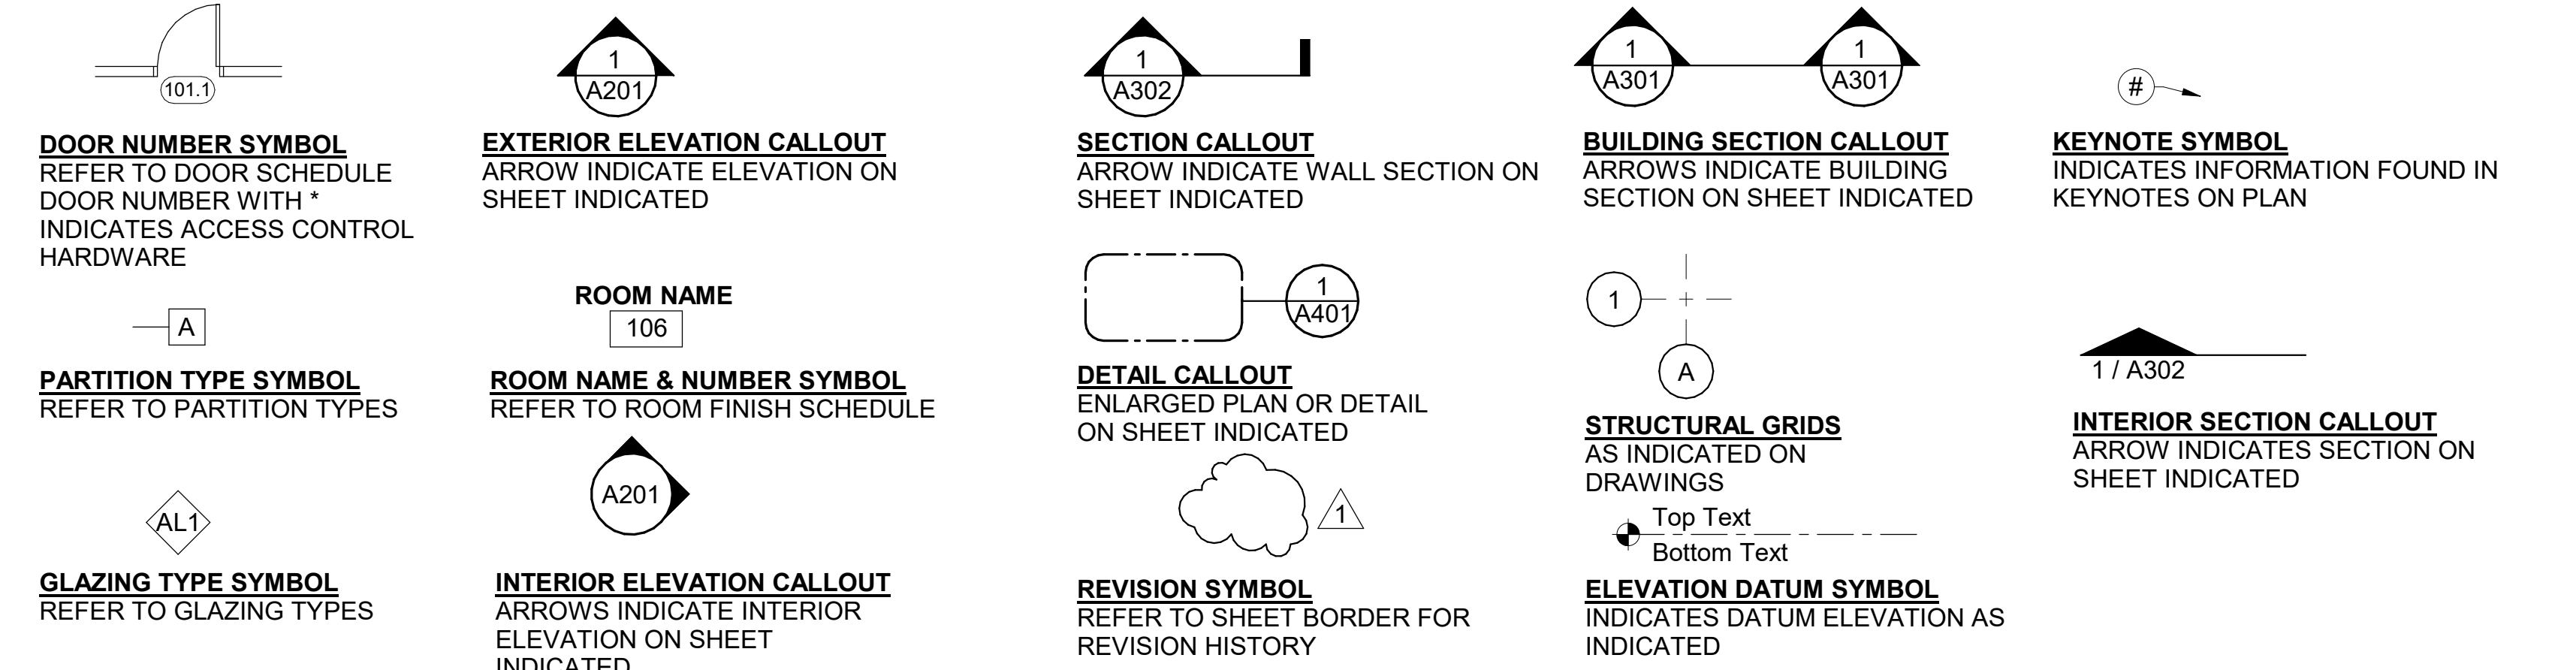 101.1
DOOR NUMBER SYMBOL
REFER TO DOOR SCHEDULE
DOOR NUMBER WITH *
INDICATES ACCESS CONTROL
HARDWARE
1
A201
EXTERIOR ELEVATION CALLOUT
ARROW INDICATE ELEVATION ON
SHEET INDICATED
1
A302
SECTION CALLOUT
ARROW INDICATE WALL SECTION ON
SHEET INDICATED
1
A301
1
A301
BUILDING SECTION CALLOUT
ARROWS INDICATE BUILDING
SECTION ON SHEET INDICATED
#
KEYNOTE SYMBOL
INDICATES INFORMATION FOUND IN
KEYNOTES ON PLAN
A
PARTITION TYPE SYMBOL
REFER TO PARTITION TYPES
ROOM NAME
106
ROOM NAME & NUMBER SYMBOL
REFER TO ROOM FINISH SCHEDULE
1
A401
DETAIL CALLOUT
ENLARGED PLAN OR DETAIL
ON SHEET INDICATED
1
A
STRUCTURAL GRIDS
AS INDICATED ON
DRAWINGS
1 / A302
INTERIOR SECTION CALLOUT
ARROW INDICATES SECTION ON
SHEET INDICATED
AL1
GLAZING TYPE SYMBOL
REFER TO GLAZING TYPES
A201
INTERIOR ELEVATION CALLOUT
ARROWS INDICATE INTERIOR
ELEVATION ON SHEET
INDICATED
1
REVISION SYMBOL
REFER TO SHEET BORDER FOR
REVISION HISTORY
Top Text
Bottom Text
ELEVATION DATUM SYMBOL
INDICATES DATUM ELEVATION AS
INDICATED